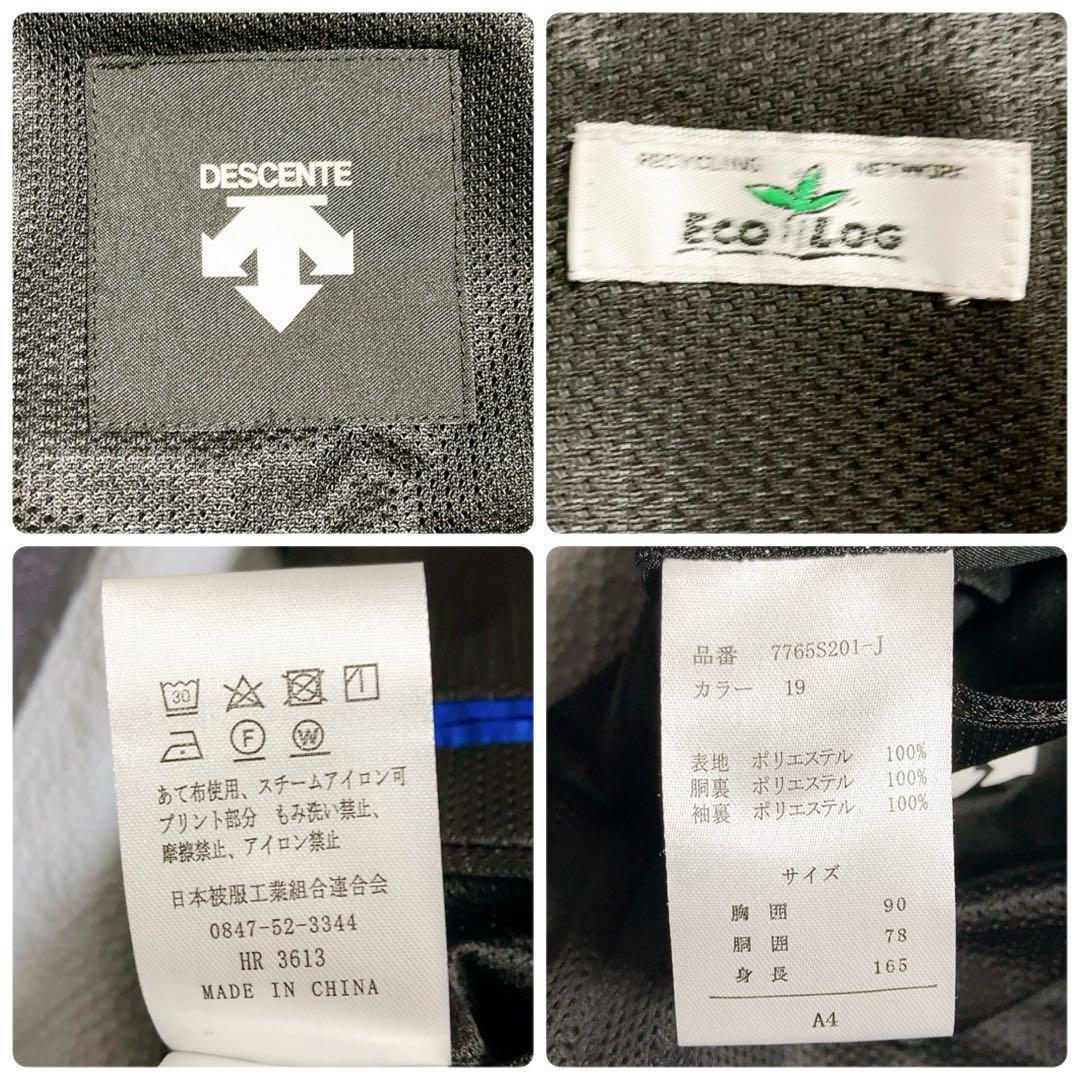 DESCENTE
RECYCLING NETWORK
ECO LOG
30
F W
あて布使用、スチームアイロン可
プリント部分 もみ洗い禁止、
摩擦禁止、アイロン禁止
日本被服工業組合連合会
0847-52-3344
HR 3613
MADE IN CHINA
品番 7765S201-J
カラー 19
表地 ポリエステル 100%
胴裏 ポリエステル 100%
袖裏 ポリエステル 100%
サイズ
胸囲 90
胴囲 78
身長 165
A4